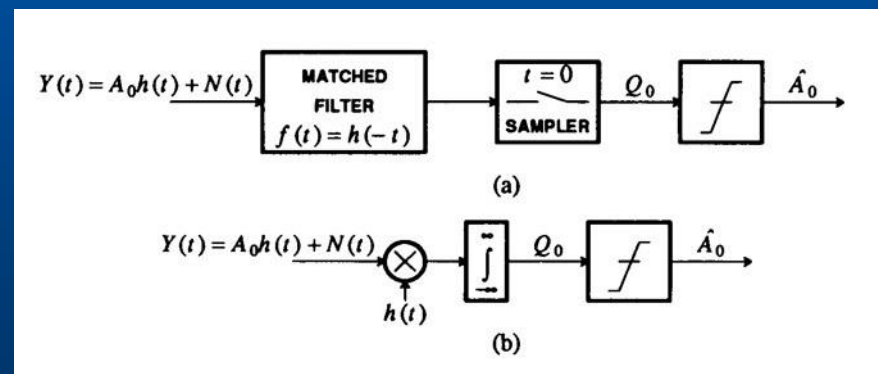 Y(t) = A₀h(t) + N(t)
MATCHED
FILTER
f(t) = h(−t)
t = 0
SAMPLER
Q₀
Â₀
(a)
Y(t) = A₀h(t) + N(t)
h(t)
∞
∫
−∞
Q₀
Â₀
(b)